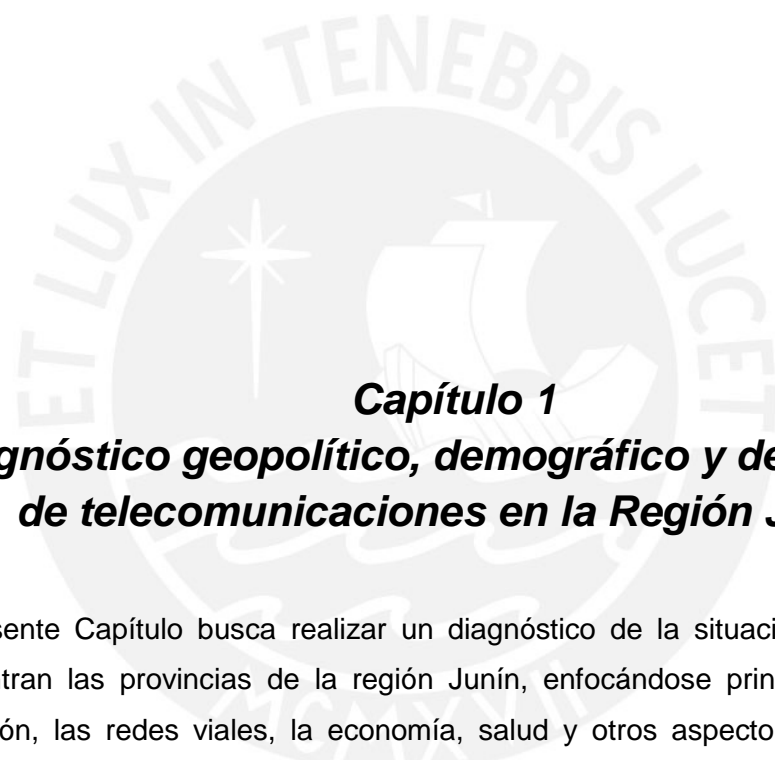 ET LUX IN TENEBRIS LUCET
MCMXVII
Capítulo 1
gnóstico geopolítico, demográfico y de
de telecomunicaciones en la Región J
sente Capítulo busca realizar un diagnóstico de la situaci
ntran las provincias de la región Junín, enfocándose prin
ón, las redes viales, la economía, salud y otros aspecto